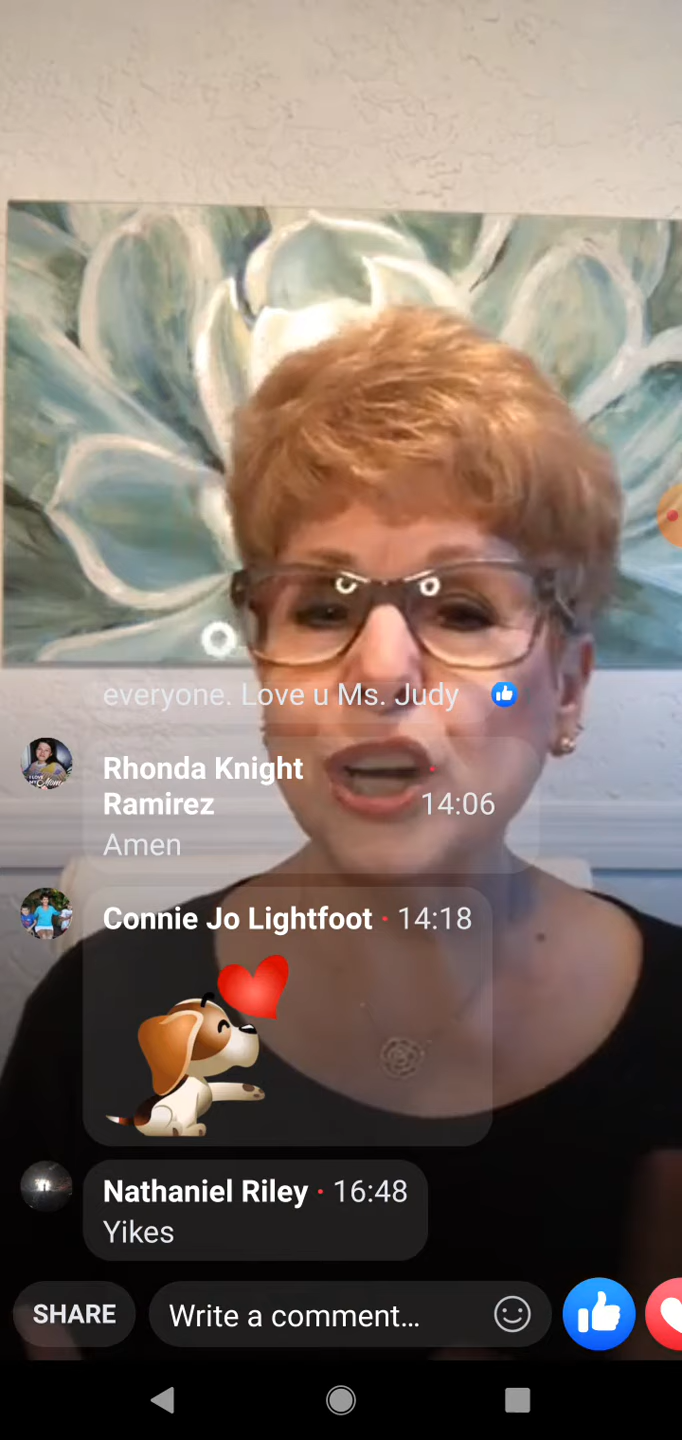 everyone. Love u Ms. Judy
Rhonda Knight
Ramirez · 14:06
Amen
Connie Jo Lightfoot · 14:18
Nathaniel Riley · 16:48
Yikes
SHARE
Write a comment...